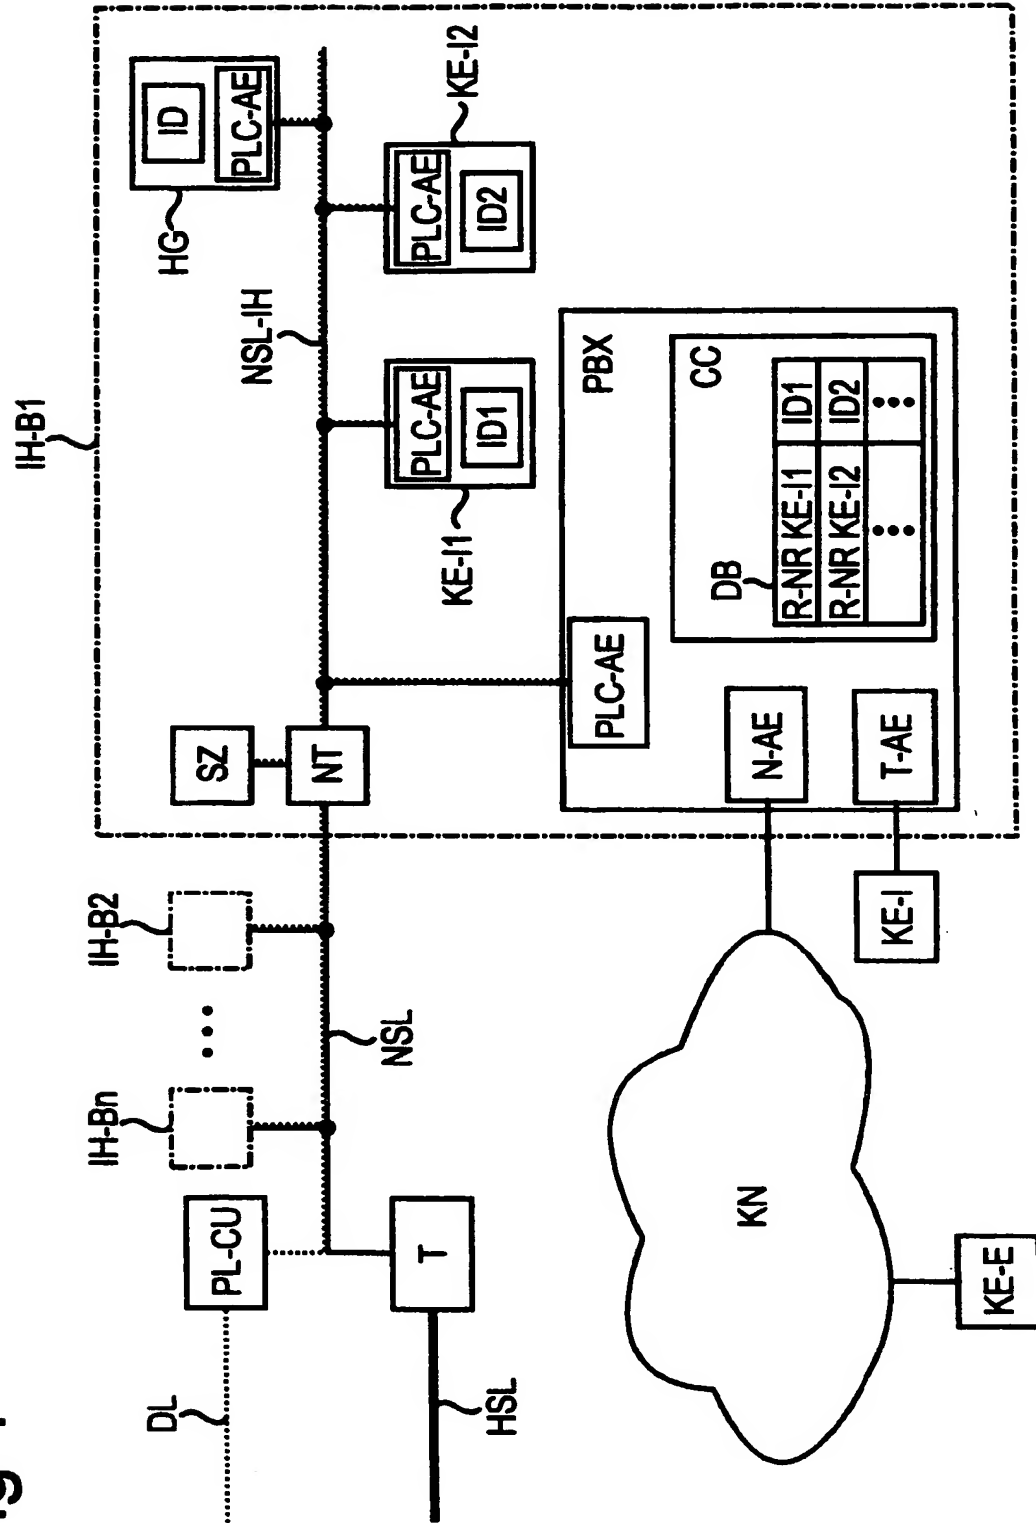 IH-B1
ID
PLC-AE
HG
KE-I2
NSL-IH
PLC-AE
ID2
PLC-AE
ID1
KE-I1
SZ
NT
PBX
CC
DB
R-NR KE-I1 ID1
R-NR KE-I2 ID2
PLC-AE
N-AE
T-AE
KE-I
IH-B2
IH-Bn
NSL
PL-CU
T
DL
HSL
KN
KE-E